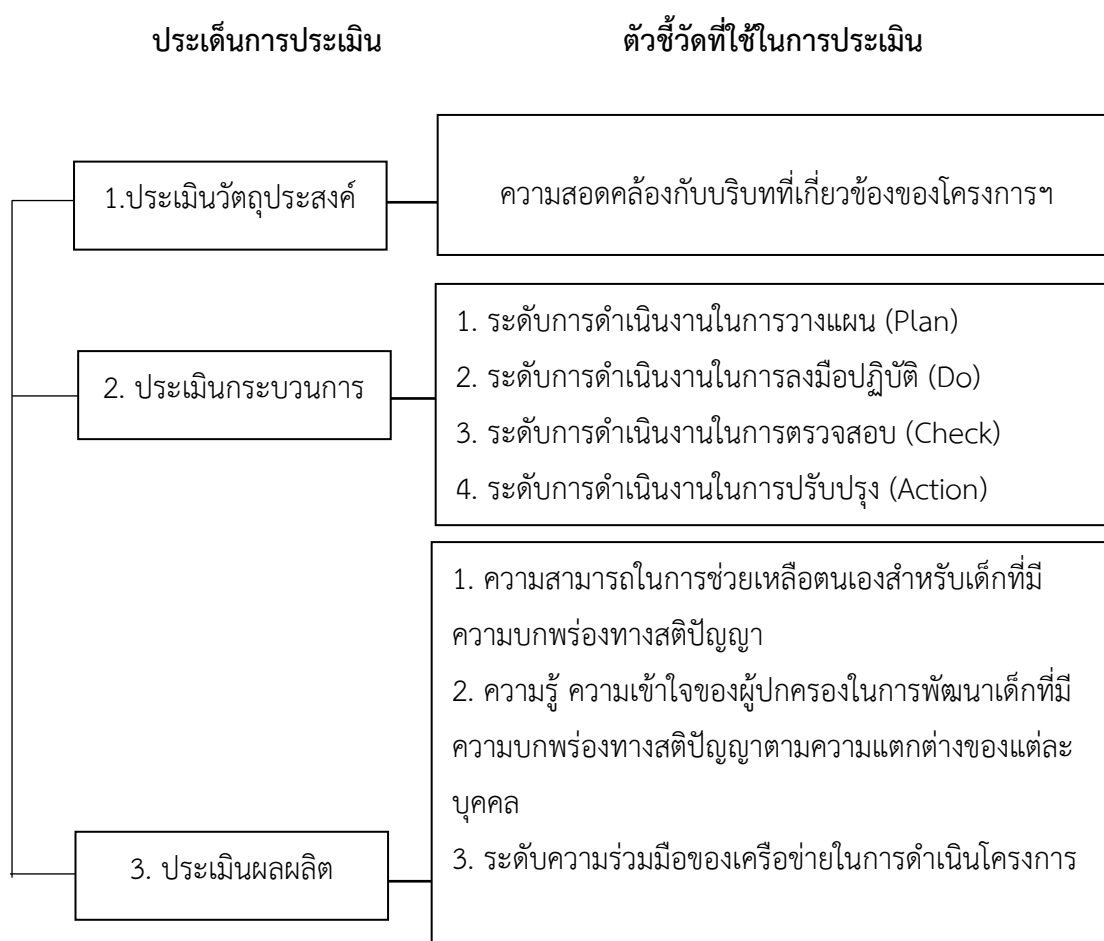 ประเด็นการประเมิน
ตัวชี้วัดที่ใช้ในการประเมิน
1.ประเมินวัตถุประสงค์
ความสอดคล้องกับบริบทที่เกี่ยวข้องของโครงการฯ
2. ประเมินกระบวนการ
1. ระดับการดำเนินงานในการวางแผน (Plan)
2. ระดับการดำเนินงานในการลงมือปฏิบัติ (Do)
3. ระดับการดำเนินงานในการตรวจสอบ (Check)
4. ระดับการดำเนินงานในการปรับปรุง (Action)
3. ประเมินผลผลิต
1. ความสามารถในการช่วยเหลือตนเองสำหรับเด็กที่มี
ความบกพร่องทางสติปัญญา
2. ความรู้ ความเข้าใจของผู้ปกครองในการพัฒนาเด็กที่มี
ความบกพร่องทางสติปัญญาตามความแตกต่างของแต่ละ
บุคคล
3. ระดับความร่วมมือของเครือข่ายในการดำเนินโครงการ